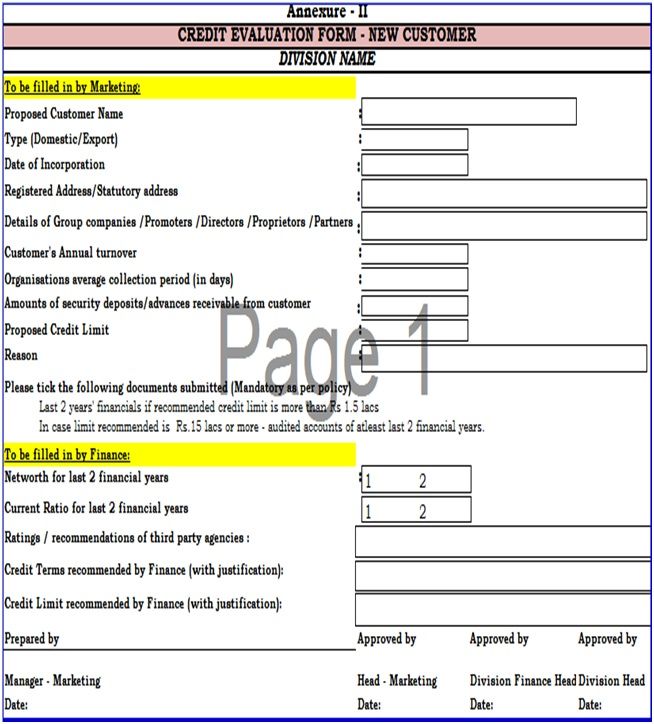 Annexure - II
CREDIT EVALUATION FORM - NEW CUSTOMER
DIVISION NAME
To be filled in by Marketing:
Proposed Customer Name :
Type (Domestic/Export) :
Date of Incorporation :
Registered Address/Statutory address :
Details of Group companies /Promoters /Directors /Proprietors /Partners :
Customer's Annual turnover :
Organisations average collection period (in days) :
Amounts of security deposits/advances receivable from customer :
Proposed Credit Limit :
Reason :
Page 1
Please tick the following documents submitted (Mandatory as per policy)
Last 2 years' financials if recommended credit limit is more than Rs 1.5 lacs
In case limit recommended is Rs.15 lacs or more - audited accounts of atleast last 2 financial years.
To be filled in by Finance:
Networth for last 2 financial years : 1 2
Current Ratio for last 2 financial years 1 2
Ratings / recommendations of third party agencies :
Credit Terms recommended by Finance (with justification):
Credit Limit recommended by Finance (with justification):
Prepared by Approved by Approved by Approved by
Manager - Marketing Head - Marketing Division Finance Head Division Head
Date: Date: Date: Date: